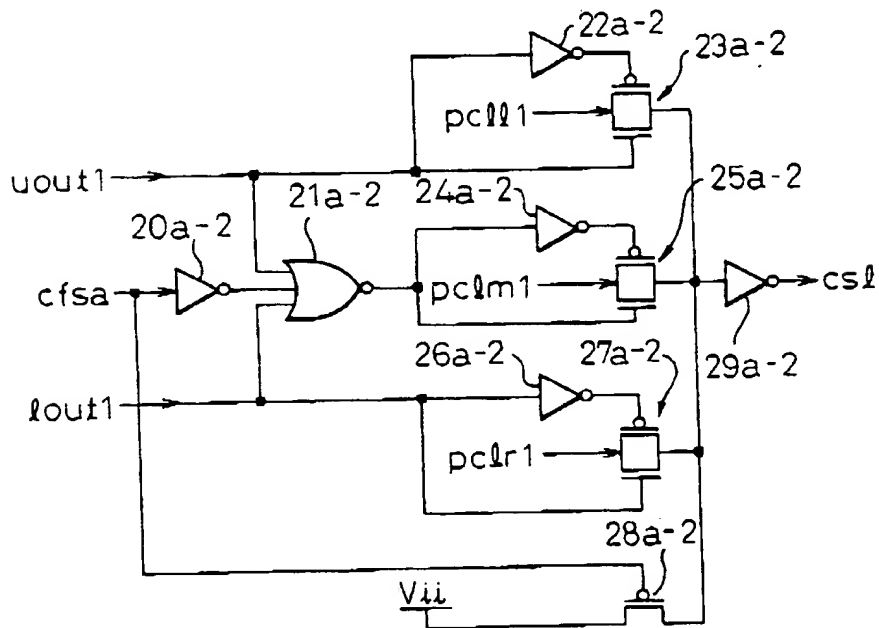 22a-2
23a-2
pcℓℓ1
uout1
21a-2
24a-2
25a-2
20a-2
cfsa
pcℓm1
csℓ
26a-2
27a-2
29a-2
ℓout1
pcℓr1
28a-2
Vii